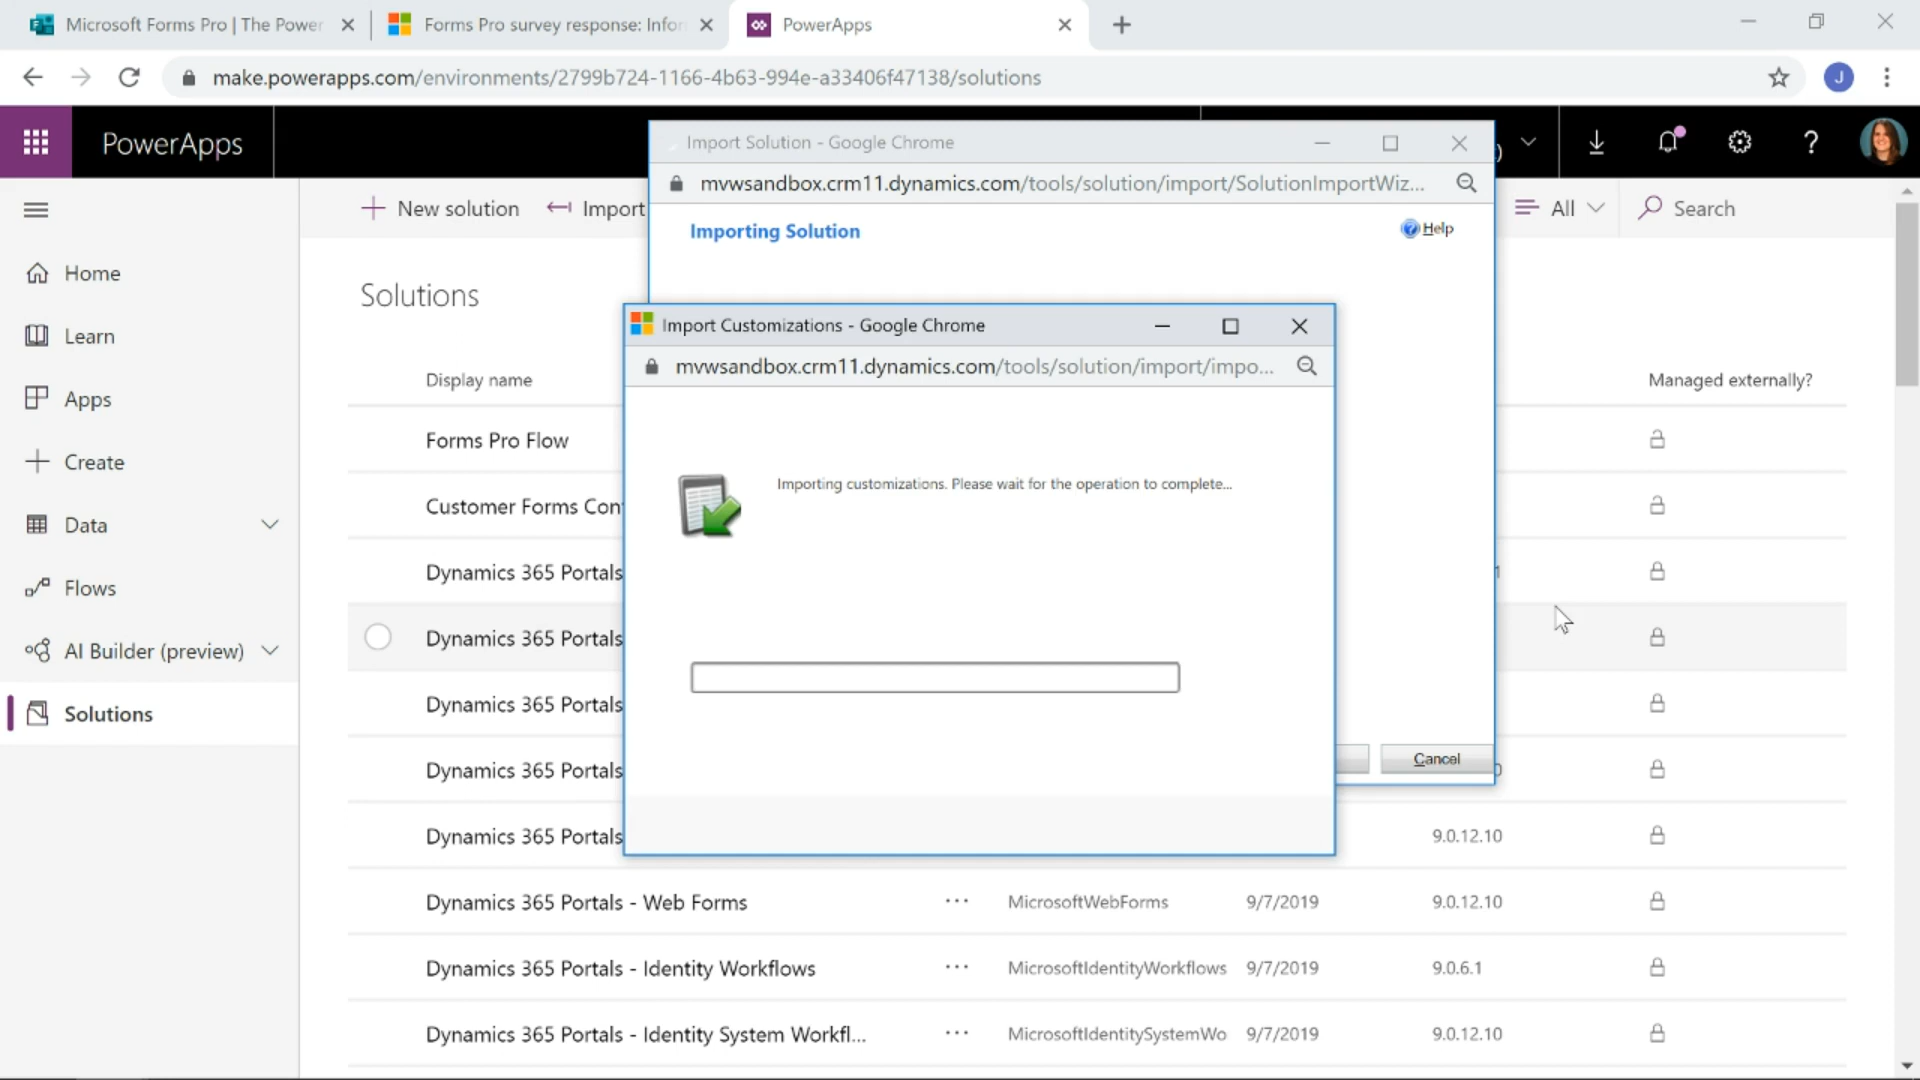 Microsoft Forms Pro | The Power
Forms Pro survey response: Infor
PowerApps
make.powerapps.com/environments/2799b724-1166-4b63-994e-a33406f47138/solutions
J
PowerApps
Import Solution - Google Chrome
mvwsandbox.crm11.dynamics.com/tools/solution/import/SolutionImportWiz...
New solution
Import
All
Search
Importing Solution
Help
Home
Learn
Apps
Create
Data
Flows
AI Builder (preview)
Solutions
Solutions
Import Customizations - Google Chrome
mvwsandbox.crm11.dynamics.com/tools/solution/import/impo...
Importing customizations. Please wait for the operation to complete...
Cancel
Display name
Managed externally?
Forms Pro Flow
Customer Forms Con
Dynamics 365 Portals
Dynamics 365 Portals
Dynamics 365 Portals
Dynamics 365 Portals
Dynamics 365 Portals 9.0.12.10
Dynamics 365 Portals - Web Forms ... MicrosoftWebForms 9/7/2019 9.0.12.10
Dynamics 365 Portals - Identity Workflows ... MicrosoftIdentityWorkflows 9/7/2019 9.0.6.1
Dynamics 365 Portals - Identity System Workfl... ... MicrosoftIdentitySystemWo 9/7/2019 9.0.12.10